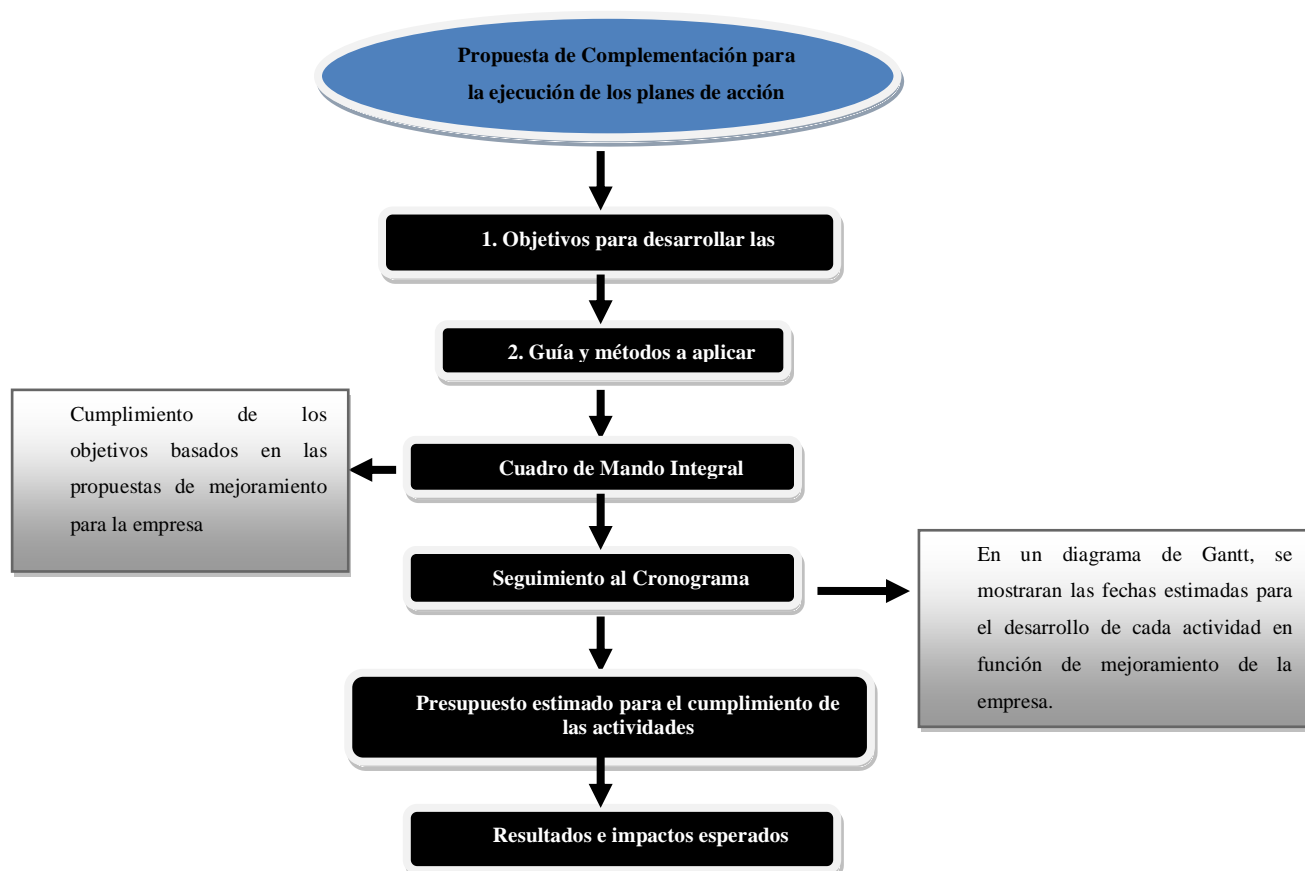 Propuesta de Complementación para
la ejecución de los planes de acción
1. Objetivos para desarrollar las
2. Guía y métodos a aplicar
Cuadro de Mando Integral
Cumplimiento de los
objetivos basados en las
propuestas de mejoramiento
para la empresa
Seguimiento al Cronograma
En un diagrama de Gantt, se
mostraran las fechas estimadas para
el desarrollo de cada actividad en
función de mejoramiento de la
empresa.
Presupuesto estimado para el cumplimiento de
las actividades
Resultados e impactos esperados